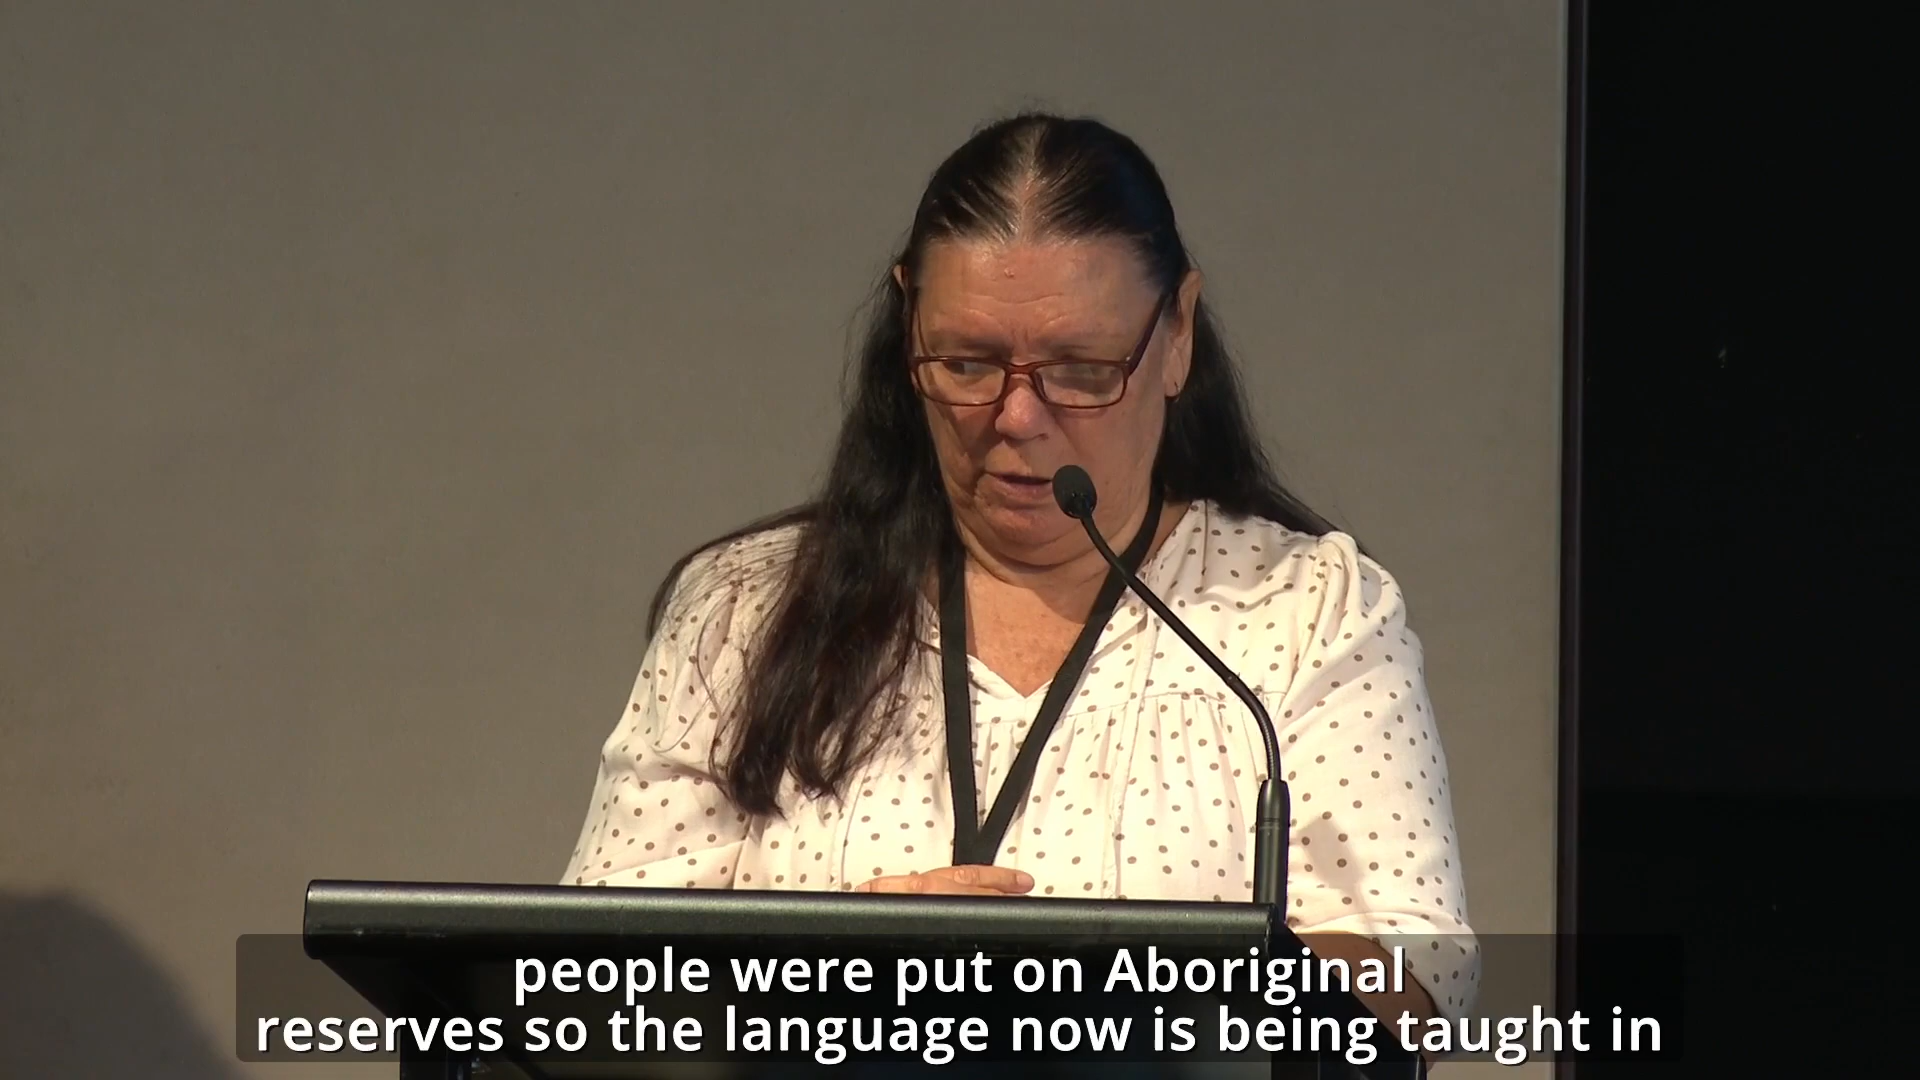 people were put on Aboriginal
reserves so the language now is being taught in